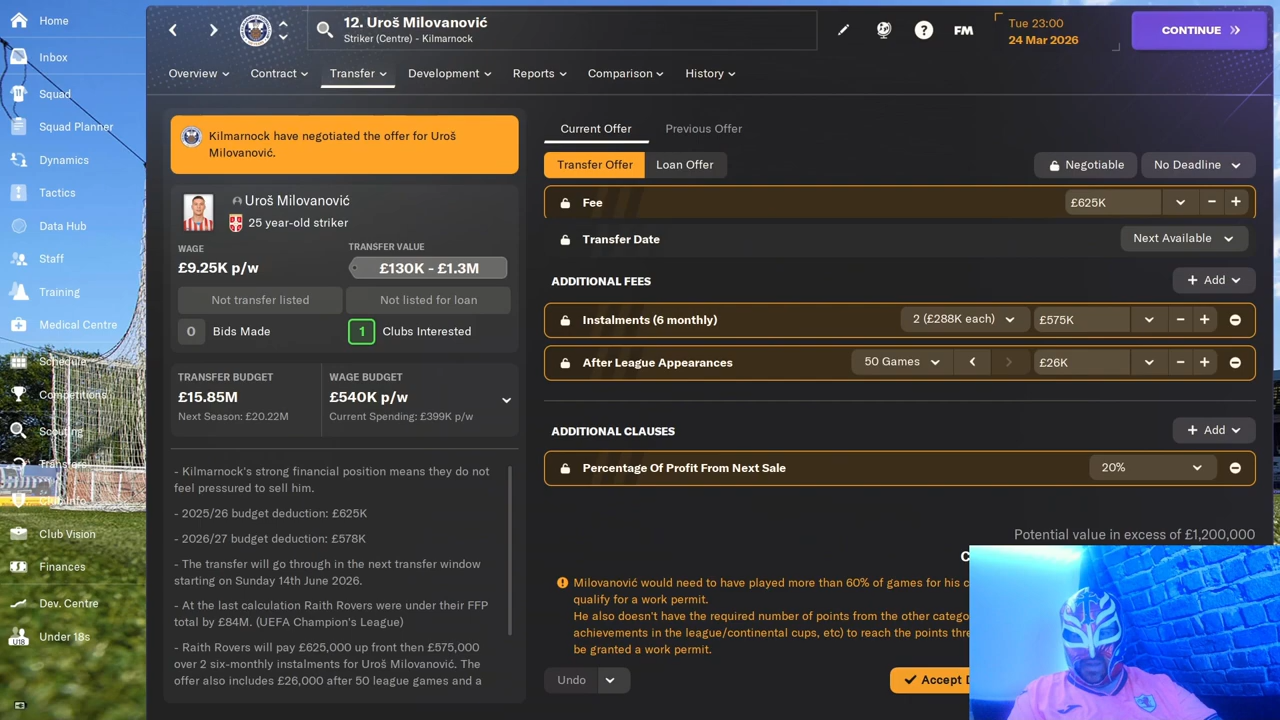 Home
Inbox
Squad
Squad Planner
Dynamics
Tactics
Data Hub
Staff
Training
Medical Centre
Schedule
Competitions
Scouting
Transfers
Club Info
Club Vision
Finances
Dev. Centre
Under 18s
12. Uroš Milovanović
Striker (Centre) - Kilmarnock
FM
Tue 23:00
24 Mar 2026
CONTINUE
Overview
Contract
Transfer
Development
Reports
Comparison
History
Kilmarnock have negotiated the offer for Uroš
Milovanović.
Uroš Milovanović
25 year-old striker
WAGE
£9.25K p/w
TRANSFER VALUE
£130K - £1.3M
Not transfer listed
Not listed for loan
0 Bids Made
1 Clubs Interested
TRANSFER BUDGET
£15.85M
Next Season: £20.22M
WAGE BUDGET
£540K p/w
Current Spending: £399K p/w
- Kilmarnock's strong financial position means they do not
feel pressured to sell him.
- 2025/26 budget deduction: £625K
- 2026/27 budget deduction: £578K
- The transfer will go through in the next transfer window
starting on Sunday 14th June 2026.
- At the last calculation Raith Rovers were under their FFP
total by £84M. (UEFA Champion's League)
- Raith Rovers will pay £625,000 up front then £575,000
over 2 six-monthly instalments for Uroš Milovanović. The
offer also includes £26,000 after 50 league games and a
Current Offer
Previous Offer
Transfer Offer
Loan Offer
Negotiable
No Deadline
Fee
£625K
Transfer Date
Next Available
ADDITIONAL FEES
+ Add
Instalments (6 monthly)
2 (£288K each)
£575K
After League Appearances
50 Games
£26K
ADDITIONAL CLAUSES
+ Add
Percentage Of Profit From Next Sale
20%
Potential value in excess of £1,200,000
Milovanović would need to have played more than 60% of games for his
qualify for a work permit.
He also doesn't have the required number of points from the other
achievements in the league/continental cups, etc) to reach the points
be granted a work permit.
Undo
Accept
U18